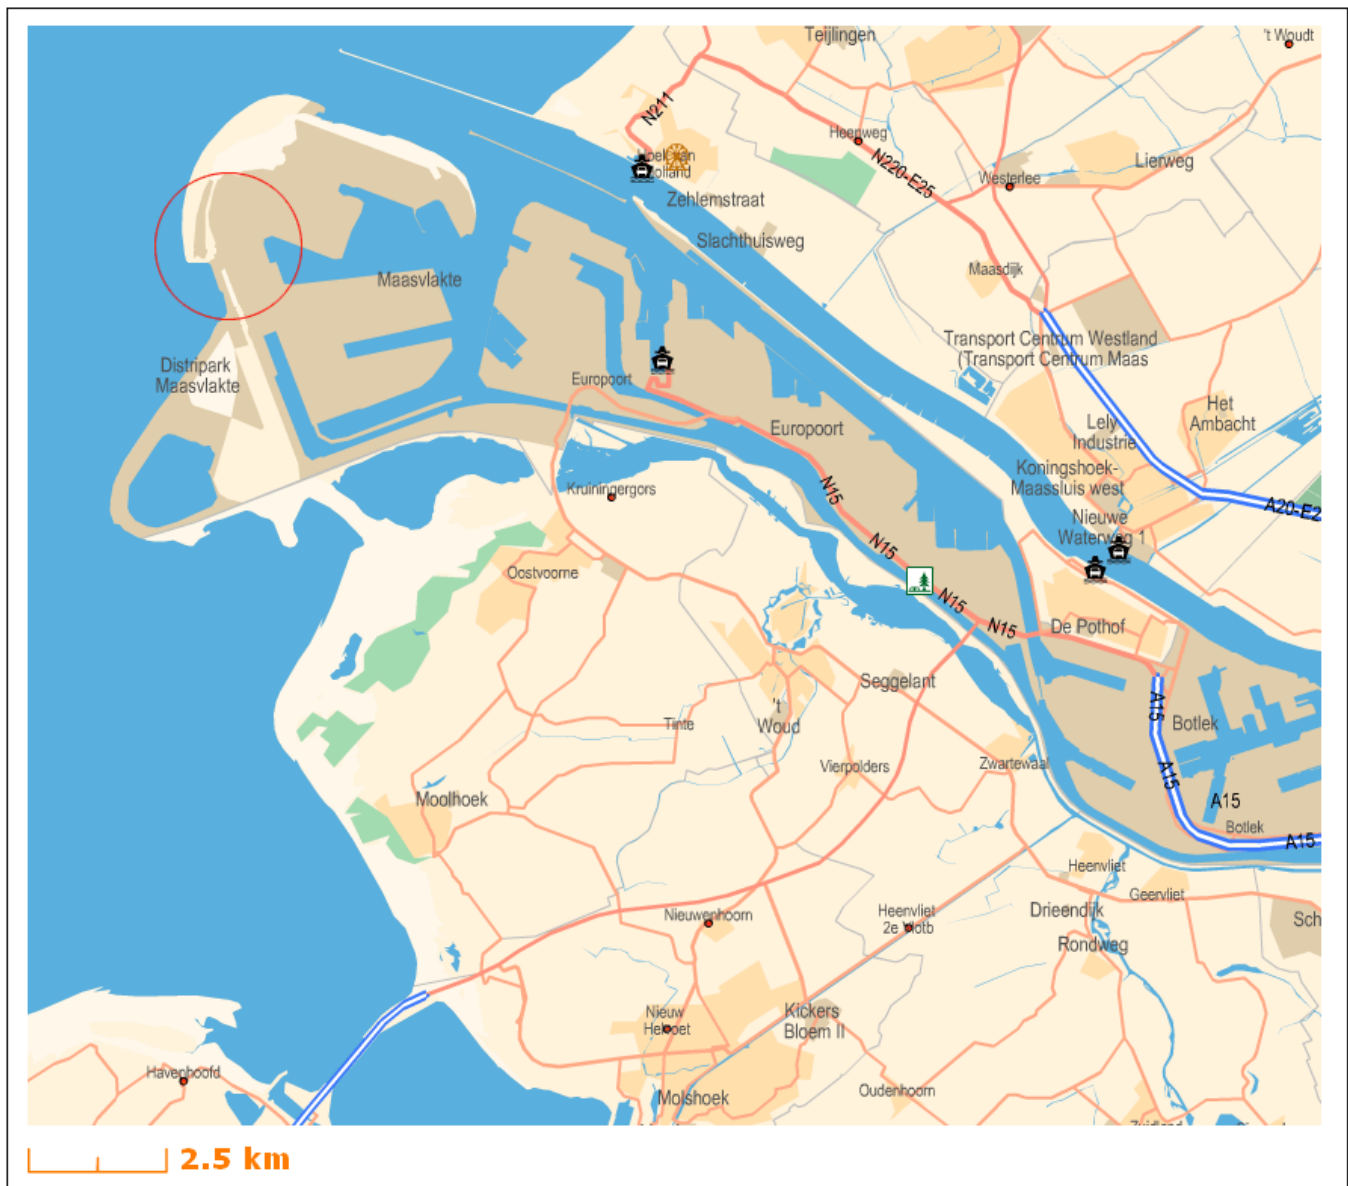 Teijlingen
't Woudt
N211
Heenweg
Hoek van
Holland
N220-E25
Lierweg
Westerlee
Zehlemstraat
Slachthuisweg
Maasdijk
Maasvlakte
Transport Centrum Westland
(Transport Centrum Maas
Distripark
Maasvlakte
Europoort
Het
Ambacht
Lely
Industrie
Europoort
Koningshoek-
Maassluis west
Kruiningergors
N15
A20-E2
Nieuwe
Waterweg 1
N15
Oostvoorne
N15
N15
De Pothof
Seggelant
't
Woud
Tinte
A15
Botlek
Vierpolders
Zwartewaal
A15
Moolhoek
A15
Botlek
A15
Heenvliet
Geervliet
Nieuwenhoorn
Heenvliet
2e Vlotb
Drieendijk
Sch
Rondweg
Nieuw
Helvoet
Kickers
Bloem II
Havenhoofd
Molshoek
Oudenhoorn
Zuidland
2.5 km